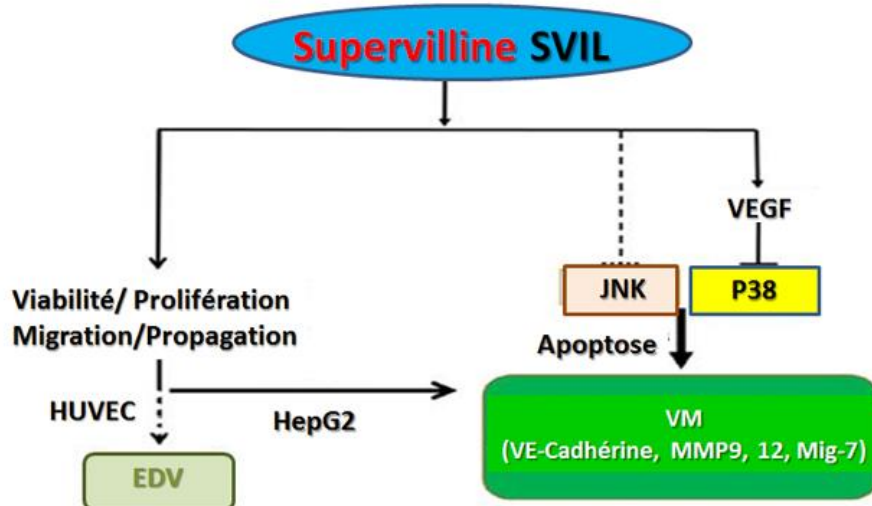 Supervilline SVIL
VEGF
JNK
P38
Viabilité/ Prolifération
Migration/Propagation
Apoptose
HUVEC
HepG2
VM
(VE-Cadhérine, MMP9, 12, Mig-7)
EDV